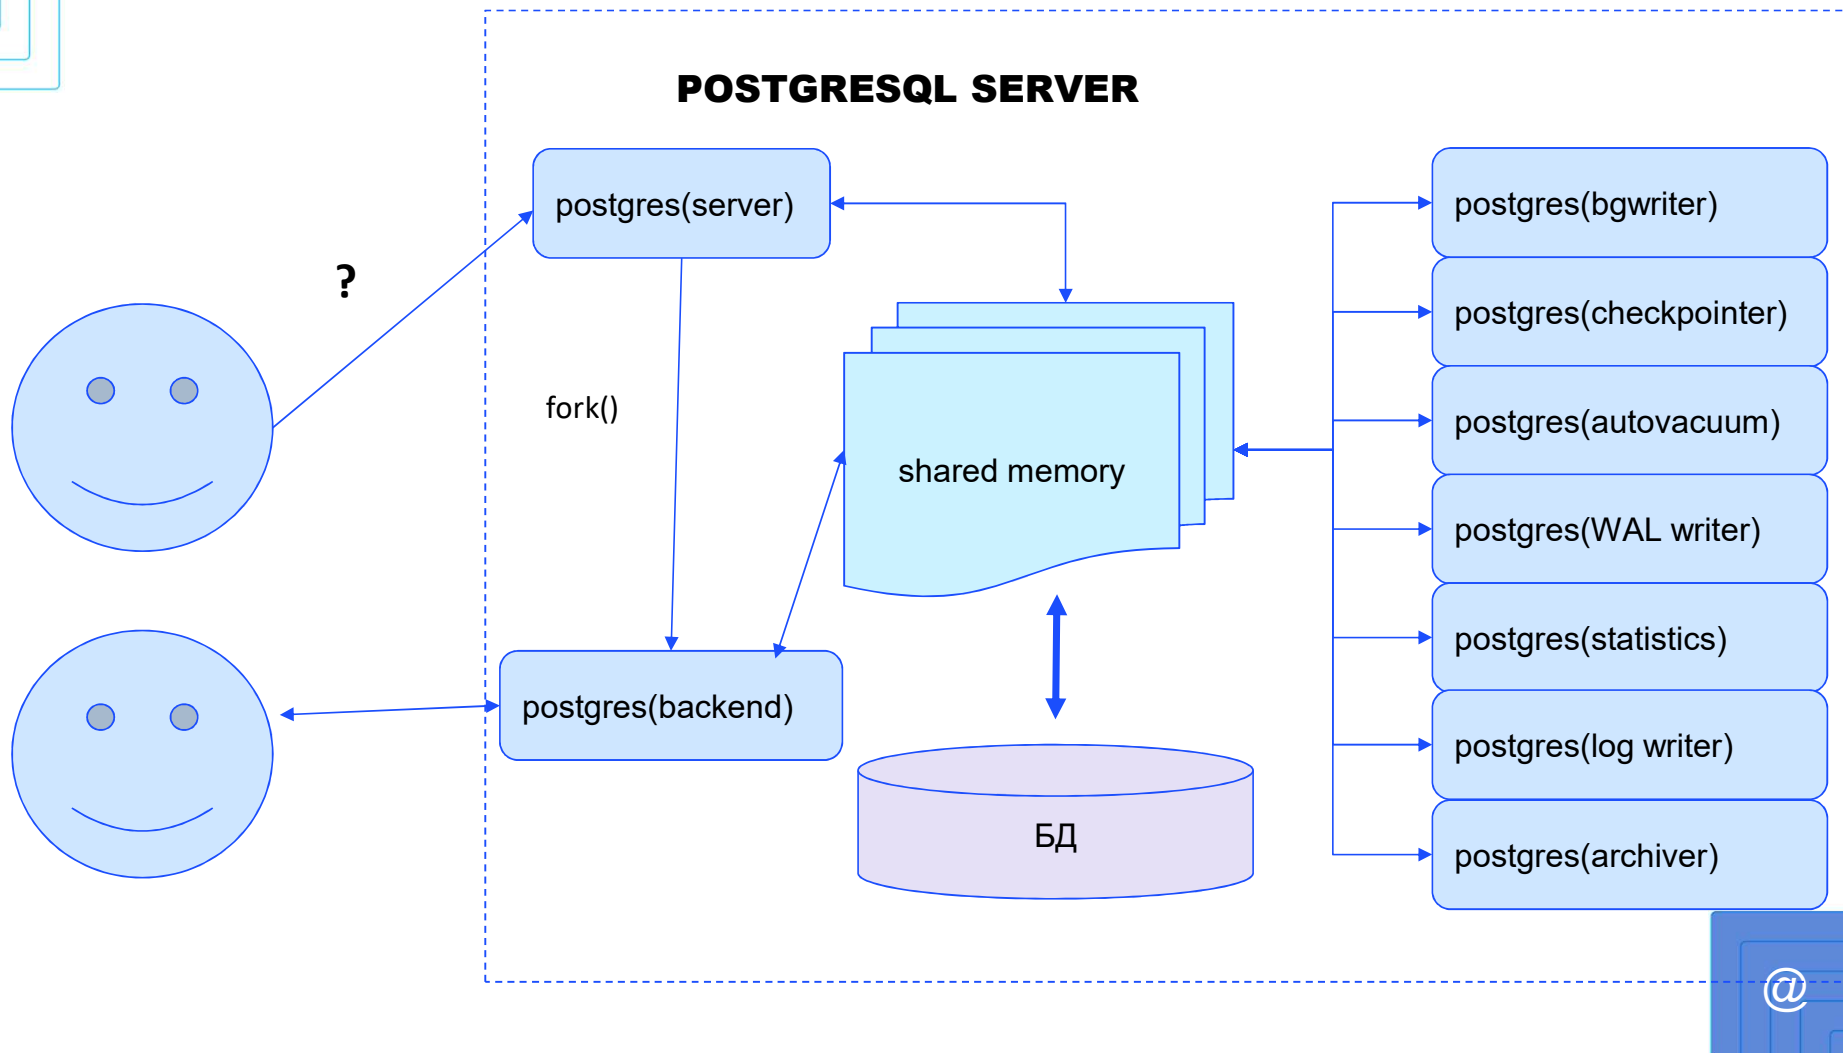 POSTGRESQL SERVER
postgres(server)
?
fork()
shared memory
postgres(backend)
БД
postgres(bgwriter)
postgres(checkpointer)
postgres(autovacuum)
postgres(WAL writer)
postgres(statistics)
postgres(log writer)
postgres(archiver)
@